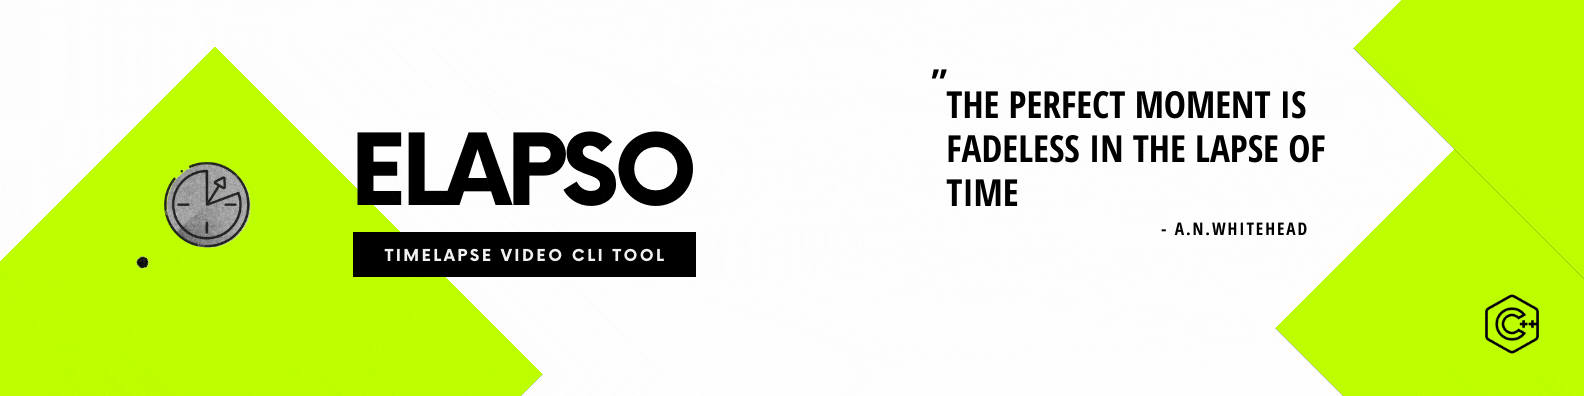 ELAPSO
TIMELAPSE VIDEO CLI TOOL
"
THE PERFECT MOMENT IS
FADELESS IN THE LAPSE OF
TIME
- A.N.WHITEHEAD
C++